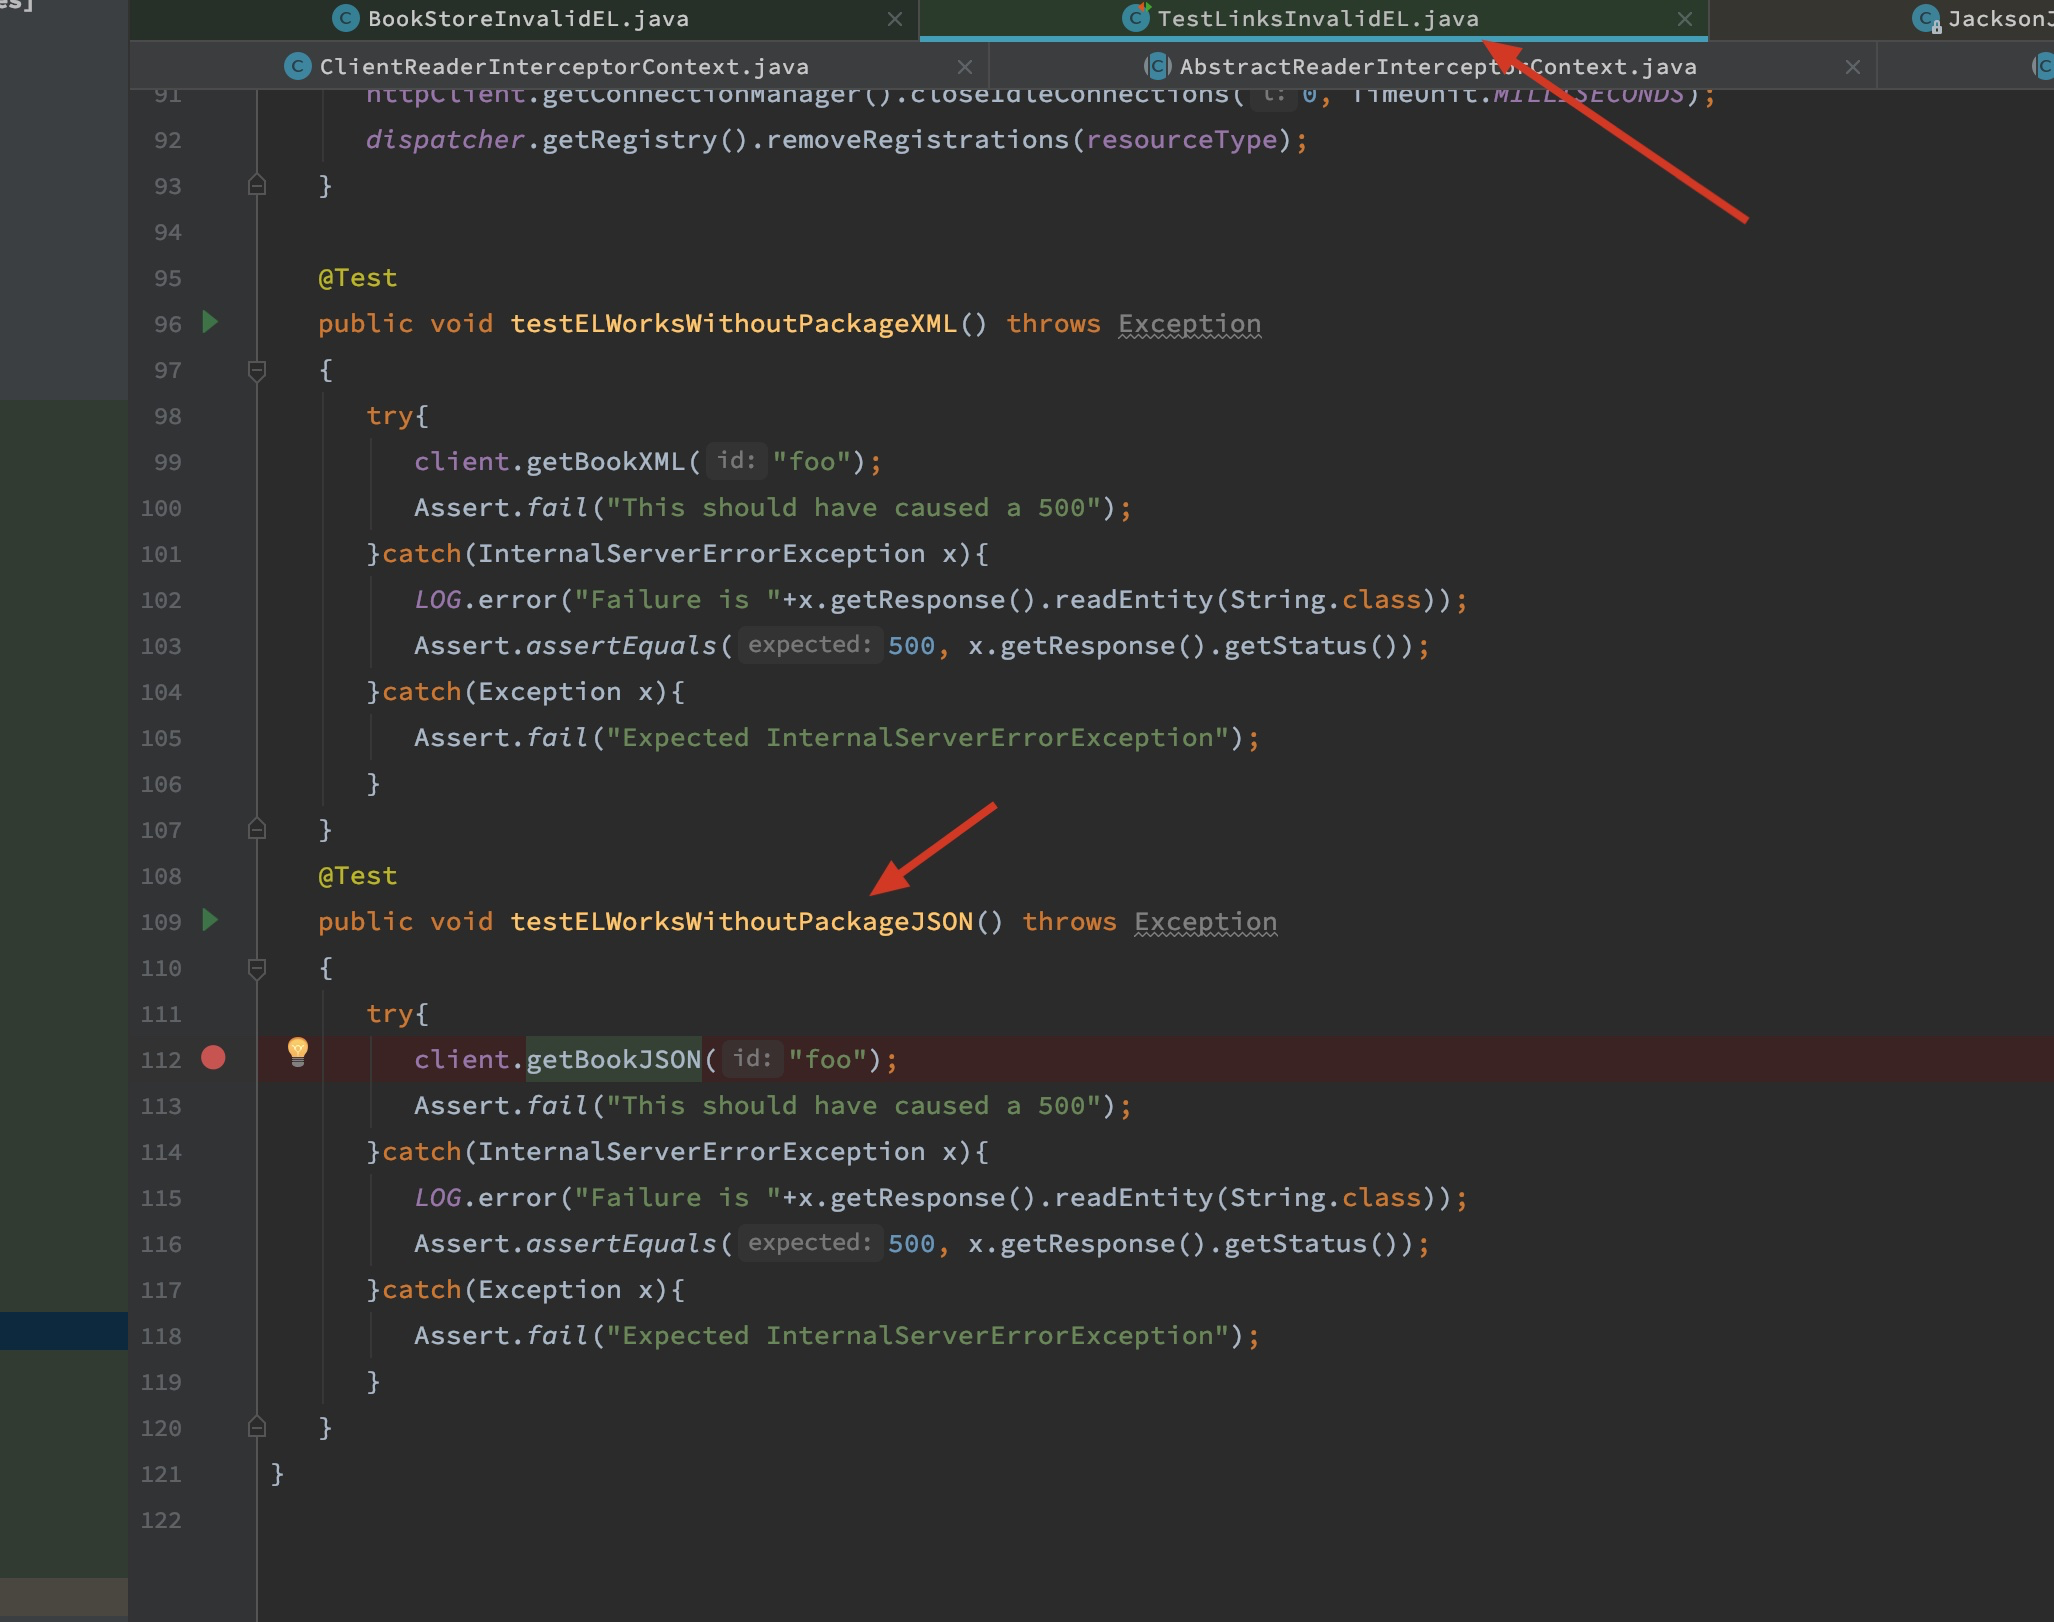 es]
BookStoreInvalidEL.java
TestLinksInvalidEL.java
JacksonJ
ClientReaderInterceptorContext.java
AbstractReaderInterceptorContext.java
91 httpClient.getConnectionManager().closeIdleConnections( l: 0, TimeUnit.MILLISECONDS);
92 dispatcher.getRegistry().removeRegistrations(resourceType);
93 }
94
95 @Test
96 public void testELWorksWithoutPackageXML() throws Exception
97 {
98 try{
99 client.getBookXML( id: "foo");
100 Assert.fail("This should have caused a 500");
101 }catch(InternalServerErrorException x){
102 LOG.error("Failure is "+x.getResponse().readEntity(String.class));
103 Assert.assertEquals( expected: 500, x.getResponse().getStatus());
104 }catch(Exception x){
105 Assert.fail("Expected InternalServerErrorException");
106 }
107 }
108 @Test
109 public void testELWorksWithoutPackageJSON() throws Exception
110 {
111 try{
112 client.getBookJSON( id: "foo");
113 Assert.fail("This should have caused a 500");
114 }catch(InternalServerErrorException x){
115 LOG.error("Failure is "+x.getResponse().readEntity(String.class));
116 Assert.assertEquals( expected: 500, x.getResponse().getStatus());
117 }catch(Exception x){
118 Assert.fail("Expected InternalServerErrorException");
119 }
120 }
121 }
122